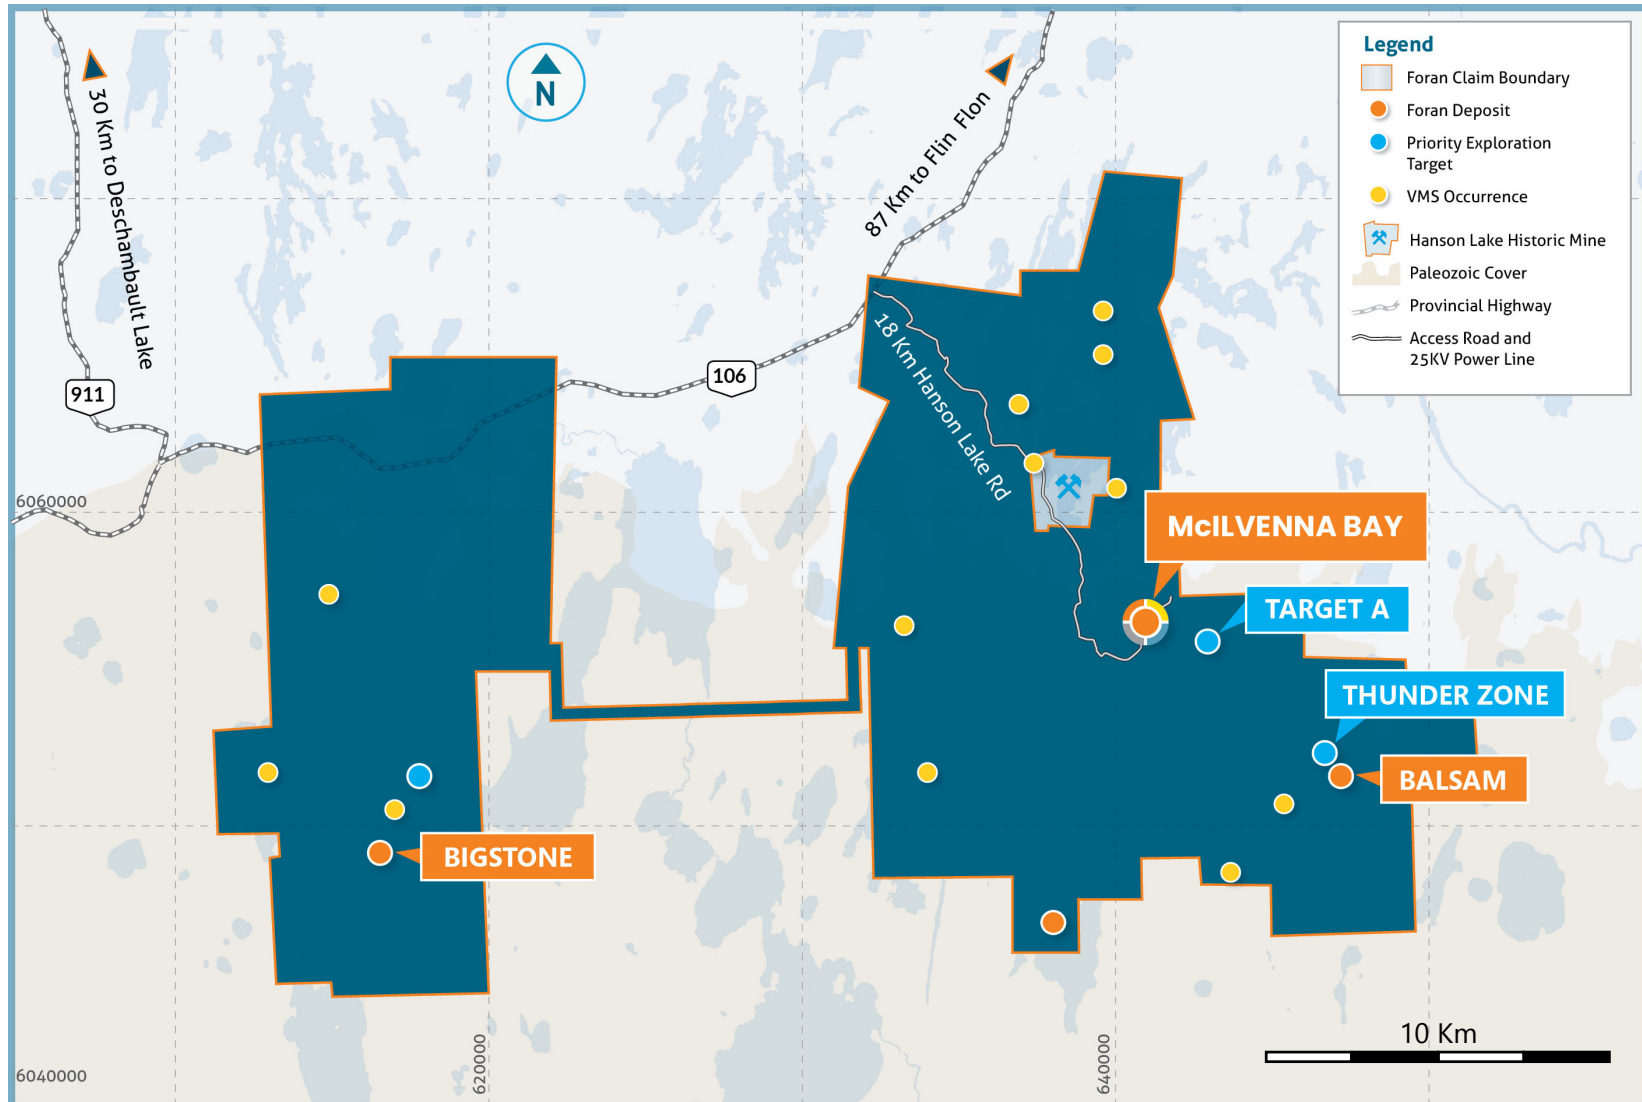 Legend
Foran Claim Boundary
Foran Deposit
Priority Exploration
Target
VMS Occurrence
Hanson Lake Historic Mine
Paleozoic Cover
Provincial Highway
Access Road and
25KV Power Line
N
30 Km to Deschambault Lake
87 Km to Flin Flon
18 Km Hanson Lake Rd
911
106
6060000
McILVENNA BAY
TARGET A
THUNDER ZONE
BALSAM
BIGSTONE
10 Km
6040000
620000
640000